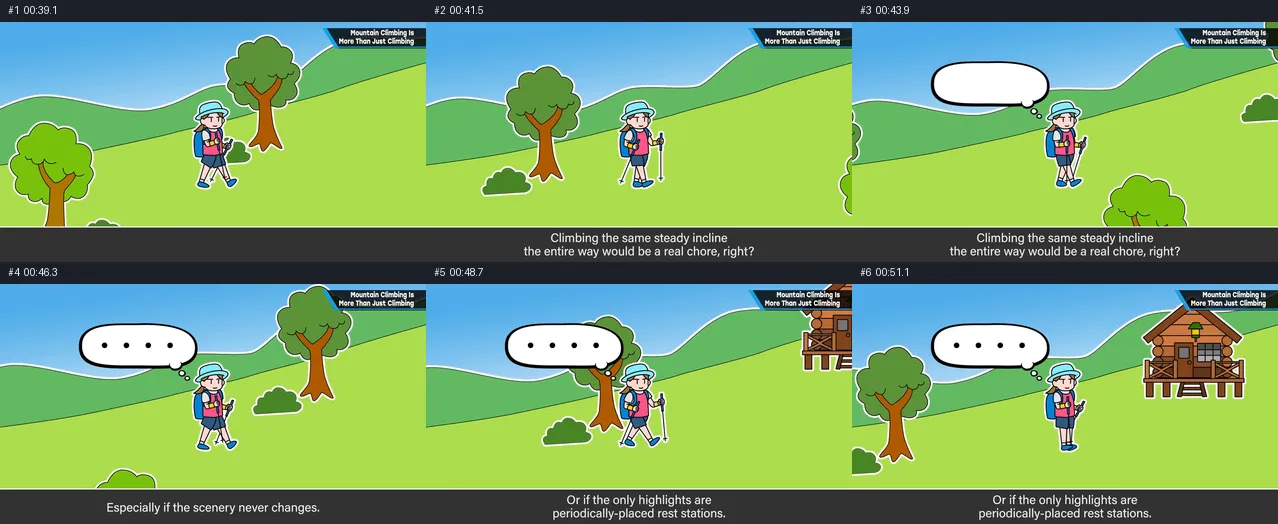 #1 00:39.1
Mountain Climbing Is
More Than Just Climbing
#2 00:41.5
Mountain Climbing Is
More Than Just Climbing
Climbing the same steady incline
the entire way would be a real chore, right?
#3 00:43.9
Mountain Climbing Is
More Than Just Climbing
Climbing the same steady incline
the entire way would be a real chore, right?
#4 00:46.3
Mountain Climbing Is
More Than Just Climbing
• • • •
Especially if the scenery never changes.
#5 00:48.7
Mountain Climbing Is
More Than Just Climbing
• • • •
Or if the only highlights are
periodically-placed rest stations.
#6 00:51.1
Mountain Climbing Is
More Than Just Climbing
• • • •
Or if the only highlights are
periodically-placed rest stations.